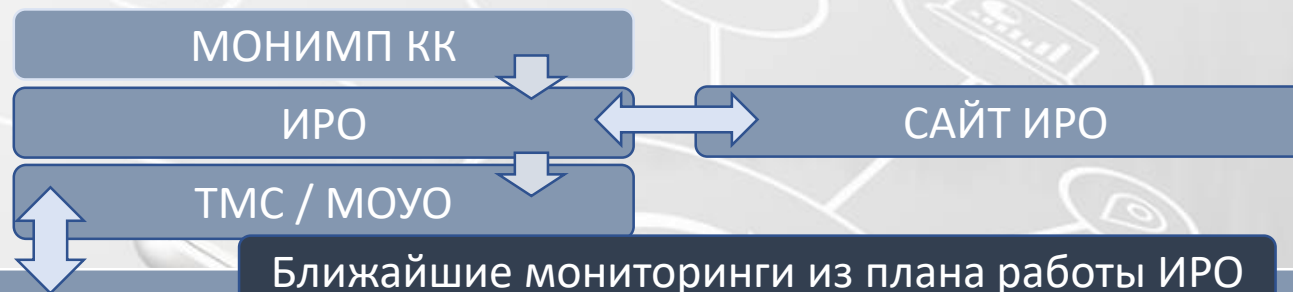 МОНИМП КК
ИРО
САЙТ ИРО
ТМС / МОУО
Ближайшие мониторинги из плана работы ИРО